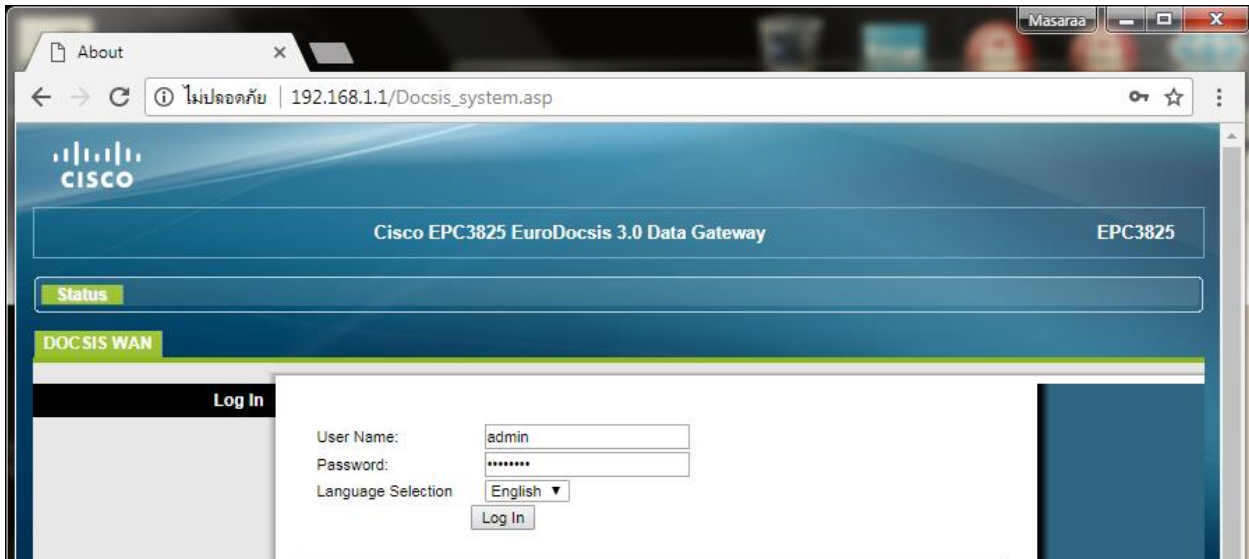 Masaraa
About
ไม่ปลอดภัย | 192.168.1.1/Docsis_system.asp
CISCO
Cisco EPC3825 EuroDocsis 3.0 Data Gateway EPC3825
Status
DOCSIS WAN
Log In
User Name: admin
Password: ••••••••
Language Selection English
Log In